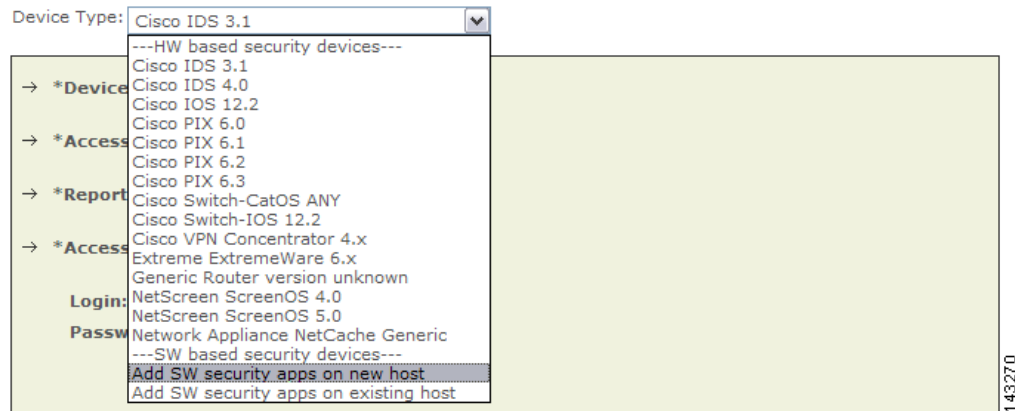 Device Type: Cisco IDS 3.1
---HW based security devices---
Cisco IDS 3.1
Cisco IDS 4.0
Cisco IOS 12.2
Cisco PIX 6.0
Cisco PIX 6.1
Cisco PIX 6.2
Cisco PIX 6.3
Cisco Switch-CatOS ANY
Cisco Switch-IOS 12.2
Cisco VPN Concentrator 4.x
Extreme ExtremeWare 6.x
Generic Router version unknown
NetScreen ScreenOS 4.0
NetScreen ScreenOS 5.0
Network Appliance NetCache Generic
---SW based security devices---
Add SW security apps on new host
Add SW security apps on existing host
→ *Device
→ *Access
→ *Report
→ *Access
Login:
Passw
143270